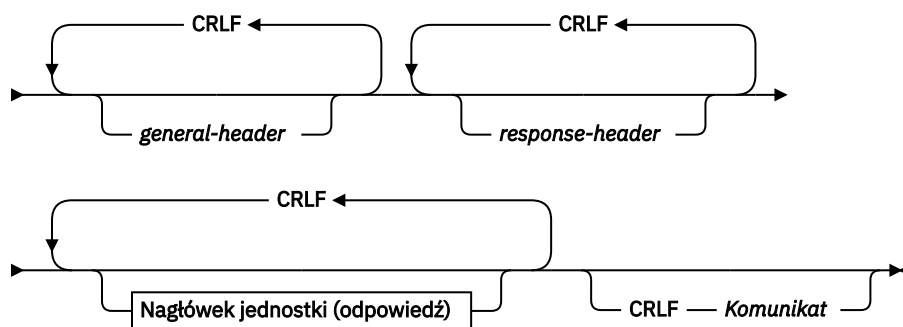 CRLF CRLF
general-header response-header
CRLF
Nagłówek jednostki (odpowiedź) CRLF Komunikat